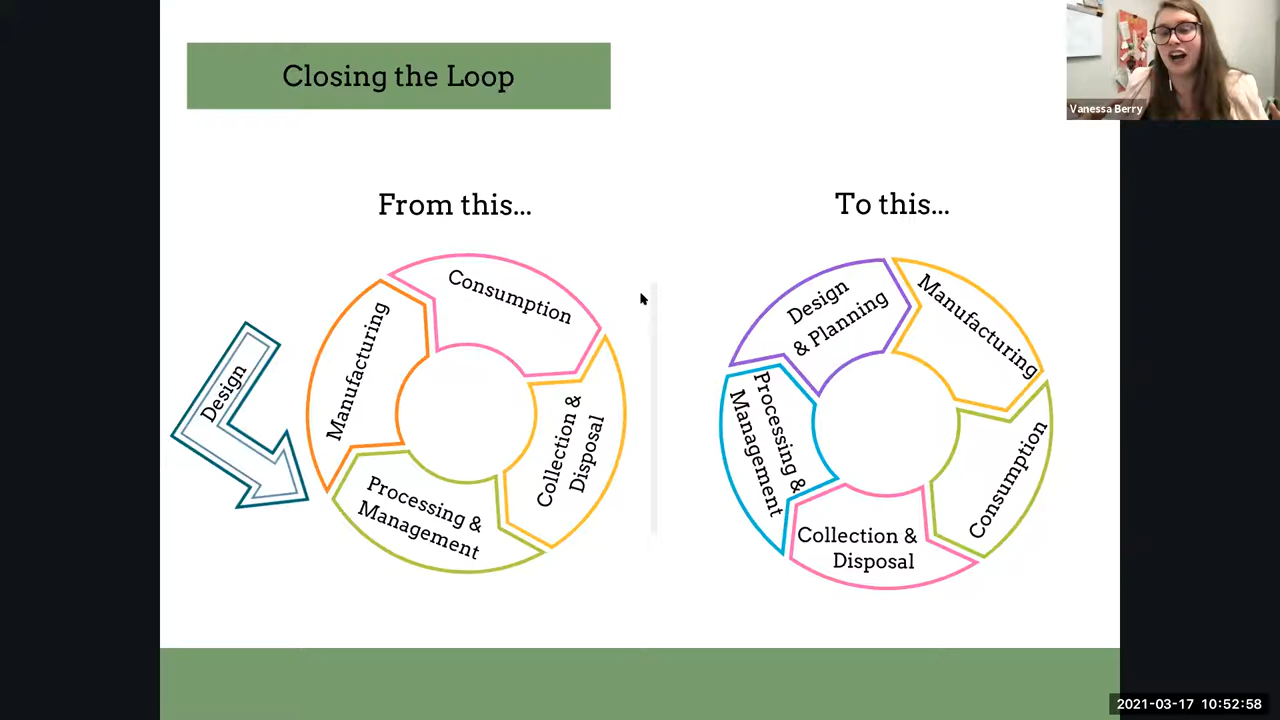 Closing the Loop
Vanessa Berry
From this...
Design
Manufacturing
Consumption
Collection &
Disposal
Processing &
Management
To this...
Design
& Planning
Manufacturing
Consumption
Collection &
Disposal
Processing &
Management
2021-03-17 10:52:58